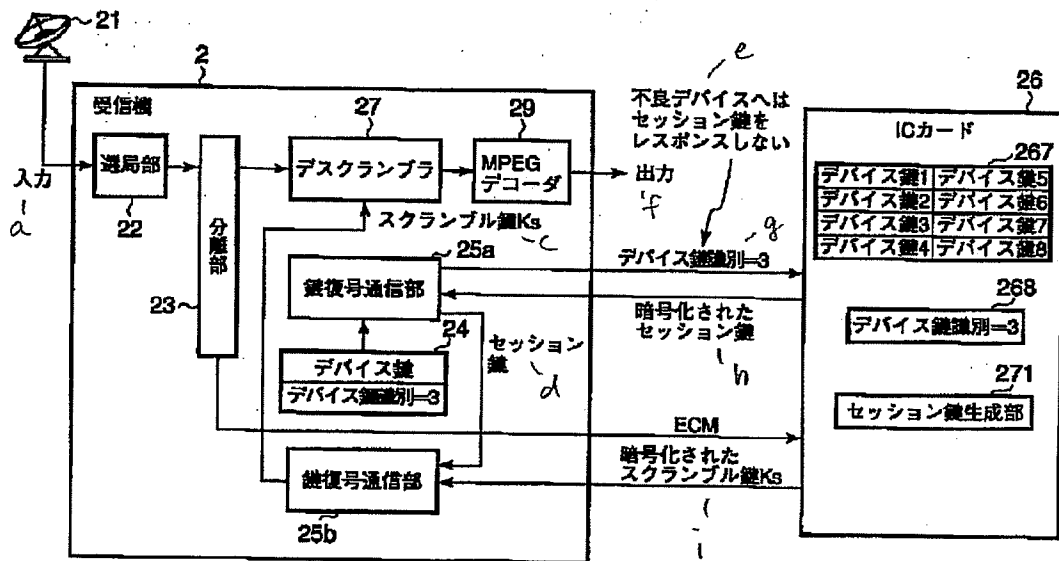 21
2
受信機
27
29
e
不良デバイスへは
セッション鍵を
レスポンスしない
26
ICカード
267
デバイス鍵1 デバイス鍵5
デバイス鍵2 デバイス鍵6
デバイス鍵3 デバイス鍵7
デバイス鍵4 デバイス鍵8
入力
a
選局部
22
分離部
23
デスクランブラ
MPEG
デコーダ
出力
f
スクランブル鍵Ks
c
25a
鍵復号通信部
デバイス鍵識別=3
g
暗号化された
セッション鍵
h
268
デバイス鍵識別=3
24
デバイス鍵
デバイス鍵識別=3
セッション
鍵
d
271
セッション鍵生成部
ECM
鍵復号通信部
25b
暗号化された
スクランブル鍵Ks
i